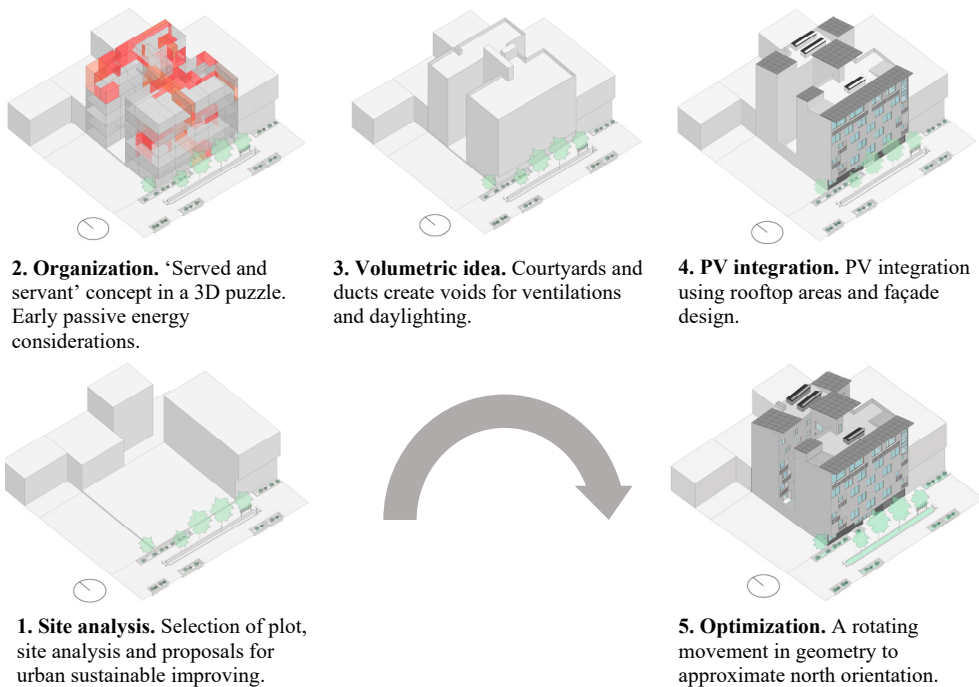 2. Organization. ‘Served and
servant’ concept in a 3D puzzle.
Early passive energy
considerations.
3. Volumetric idea. Courtyards and
ducts create voids for ventilations
and daylighting.
4. PV integration. PV integration
using rooftop areas and façade
design.
1. Site analysis. Selection of plot,
site analysis and proposals for
urban sustainable improving.
5. Optimization. A rotating
movement in geometry to
approximate north orientation.